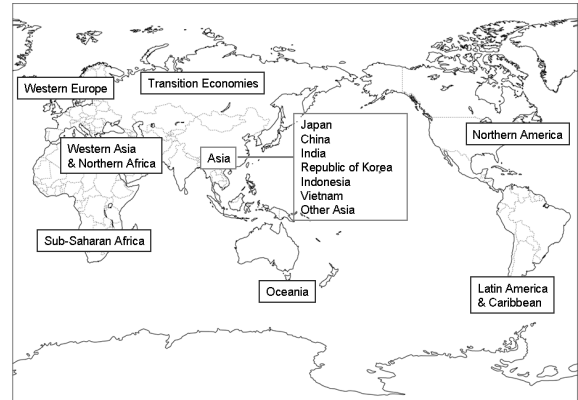 Western Europe
Transition Economies
Western Asia
& Northern Africa
Asia
Japan
China
India
Republic of Korea
Indonesia
Vietnam
Other Asia
Northern America
Sub-Saharan Africa
Oceania
Latin America
& Caribbean